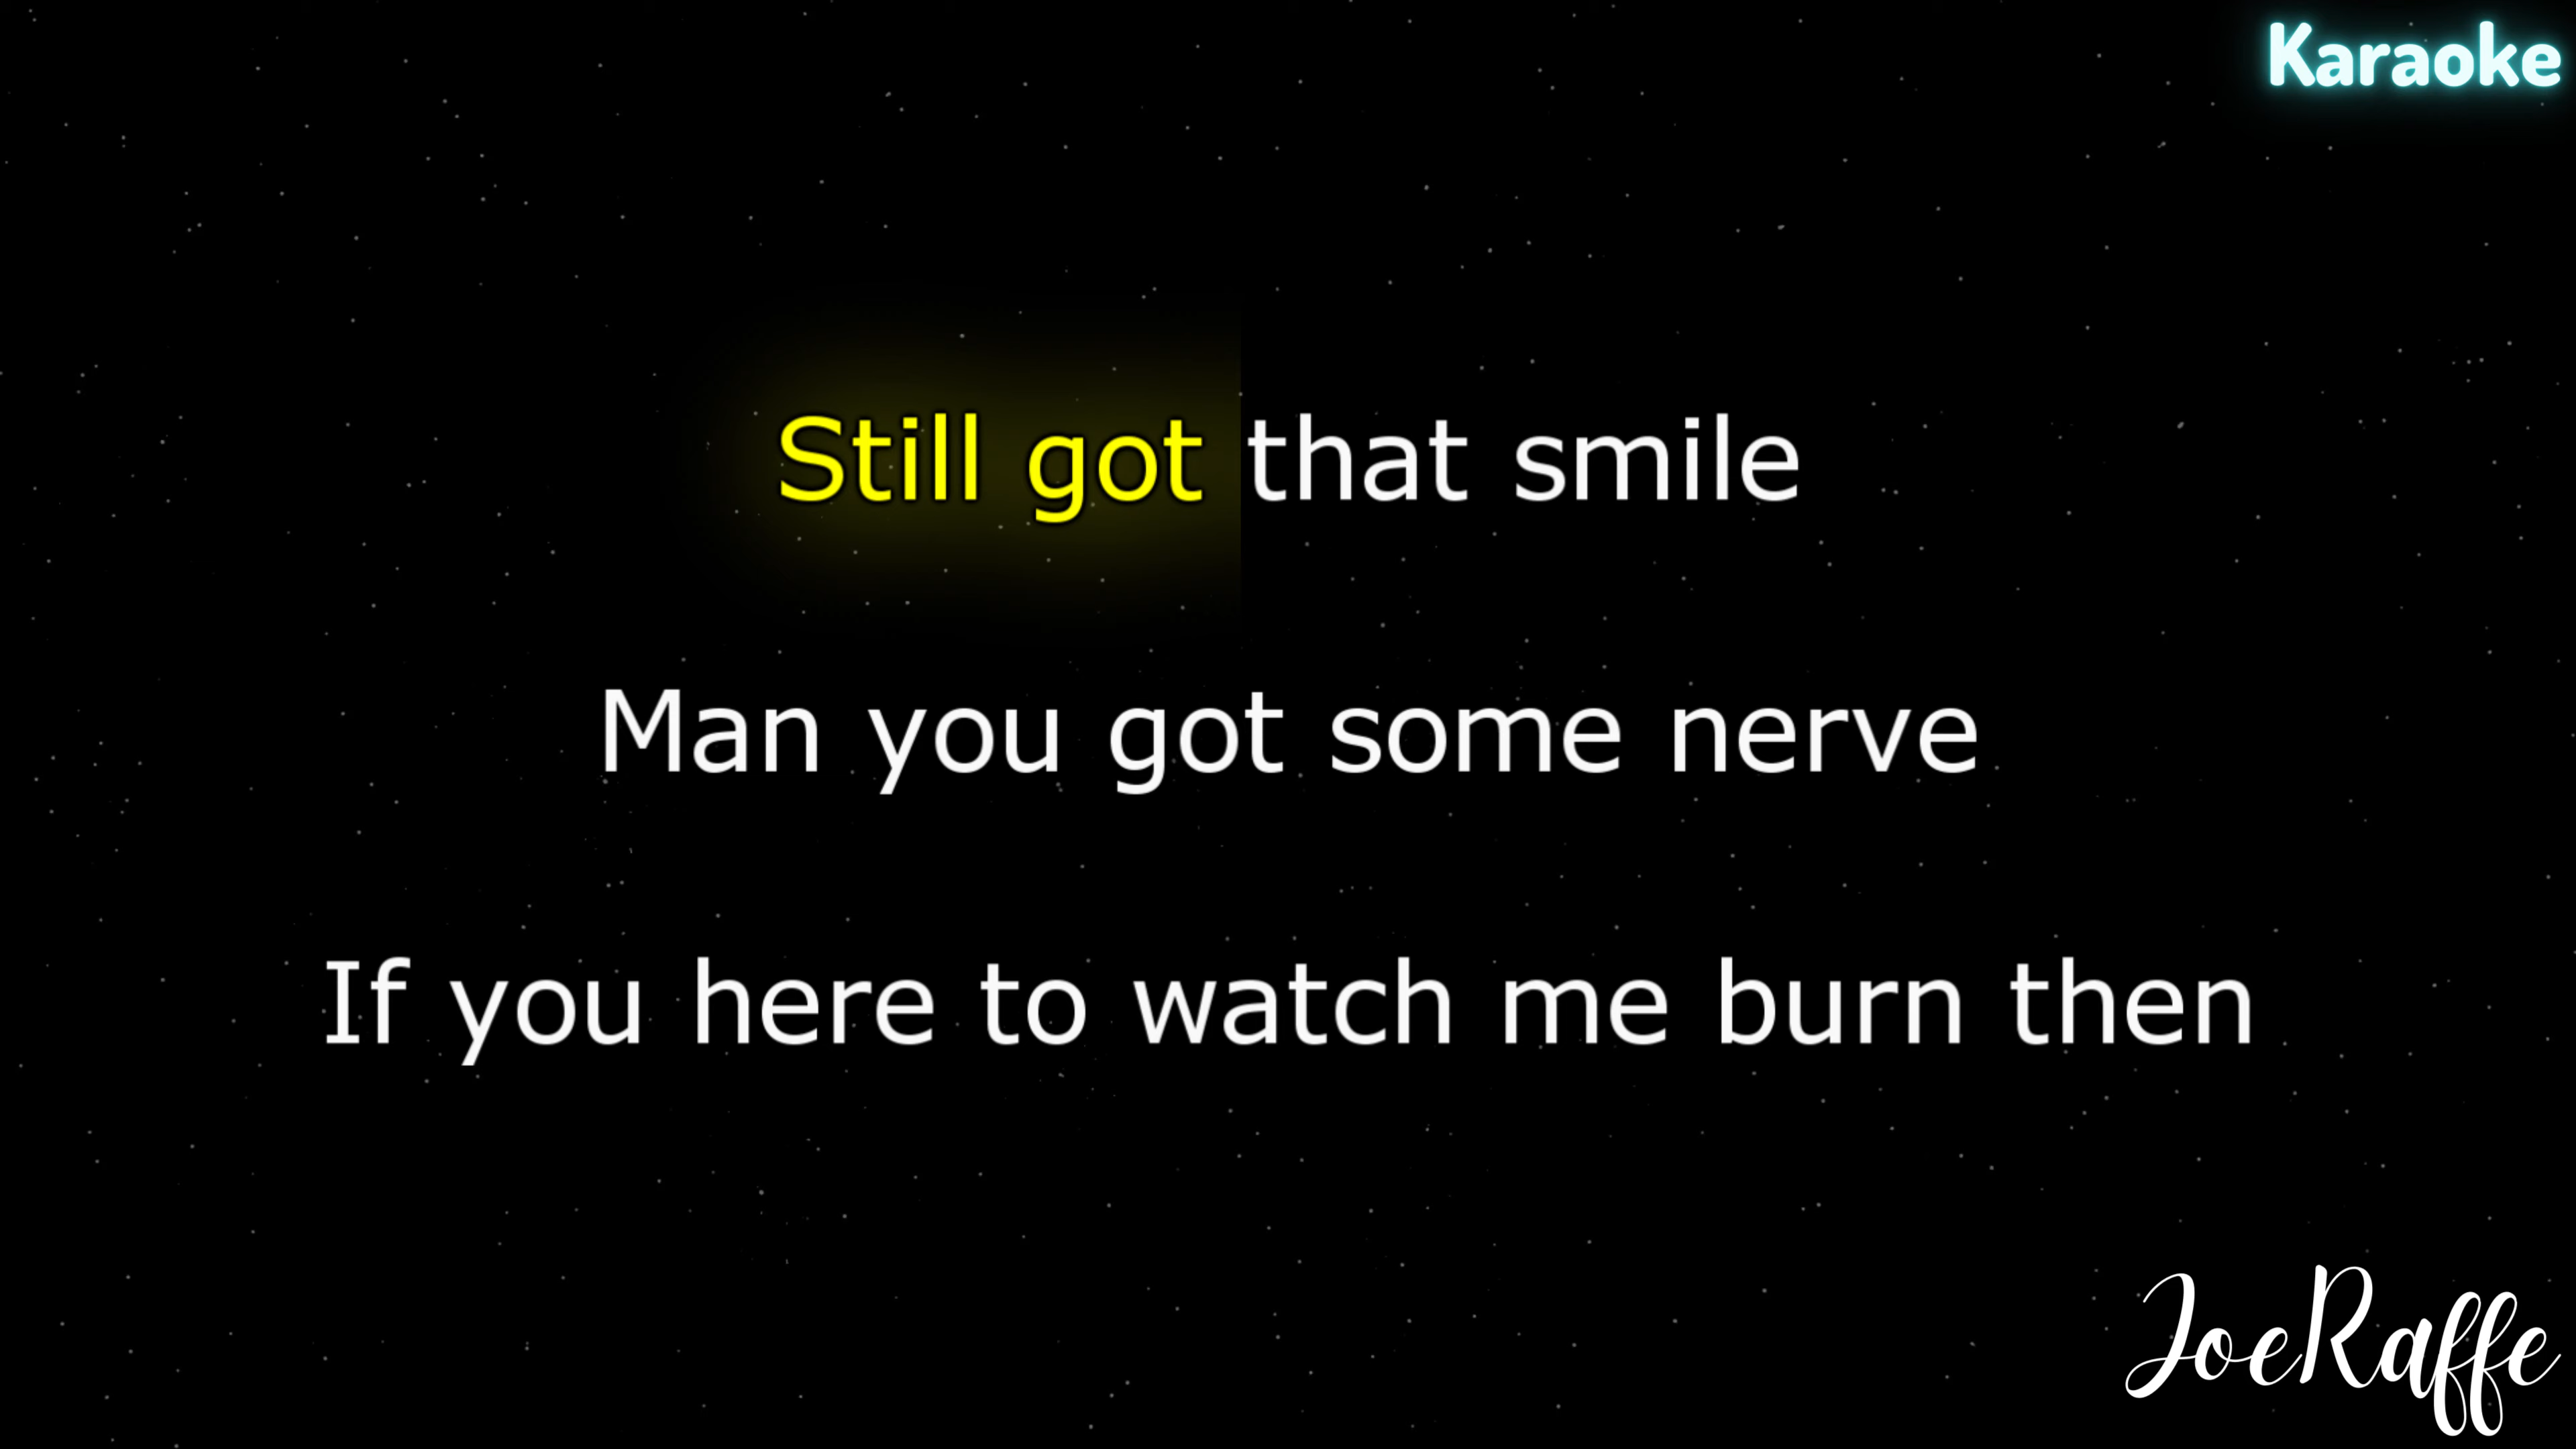 Karaoke
Still got that smile
Man you got some nerve
If you here to watch me burn then
JoeRaffe